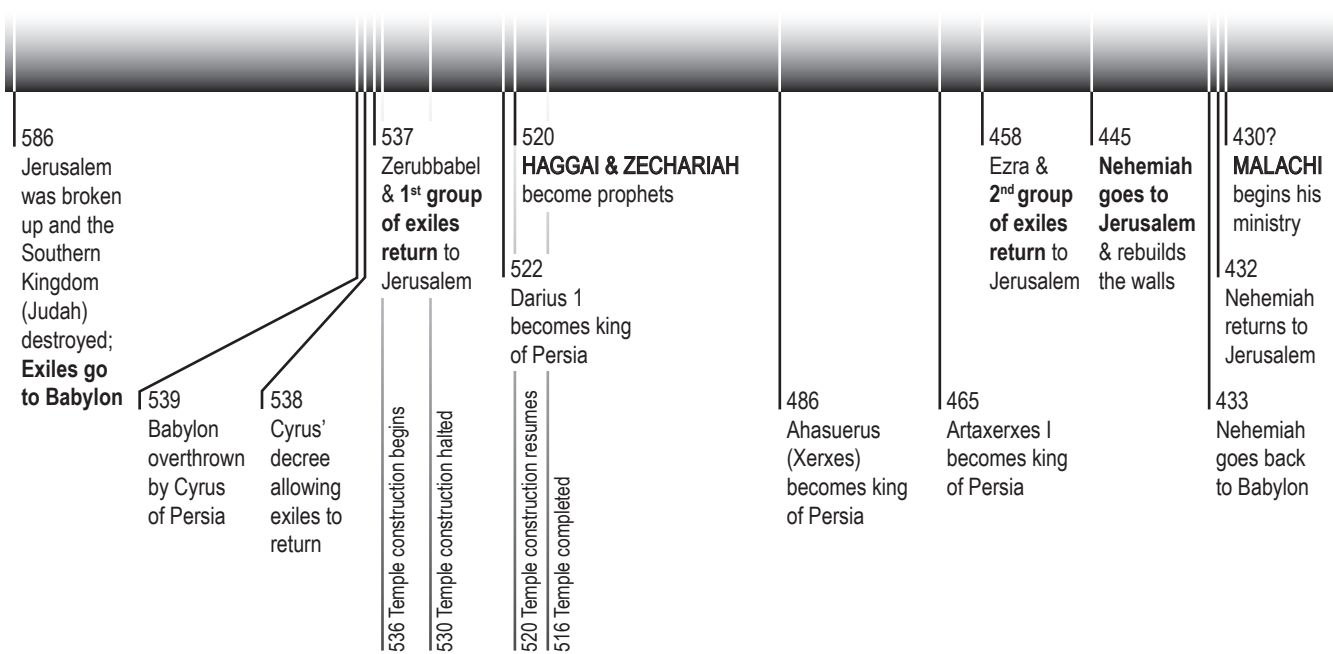 586
Jerusalem
was broken
up and the
Southern
Kingdom
(Judah)
destroyed;
Exiles go
to Babylon
539
Babylon
overthrown
by Cyrus
of Persia
538
Cyrus’
decree
allowing
exiles to
return
537
Zerubbabel
& 1st group
of exiles
return to
Jerusalem
536 Temple construction begins
530 Temple construction halted
522
Darius 1
becomes king
of Persia
520
HAGGAI & ZECHARIAH
become prophets
520 Temple construction resumes
516 Temple completed
486
Ahasuerus
(Xerxes)
becomes king
of Persia
465
Artaxerxes I
becomes king
of Persia
458
Ezra &
2nd group
of exiles
return to
Jerusalem
445
Nehemiah
goes to
Jerusalem
& rebuilds
the walls
433
Nehemiah
goes back
to Babylon
432
Nehemiah
returns to
Jerusalem
430?
MALACHI
begins his
ministry